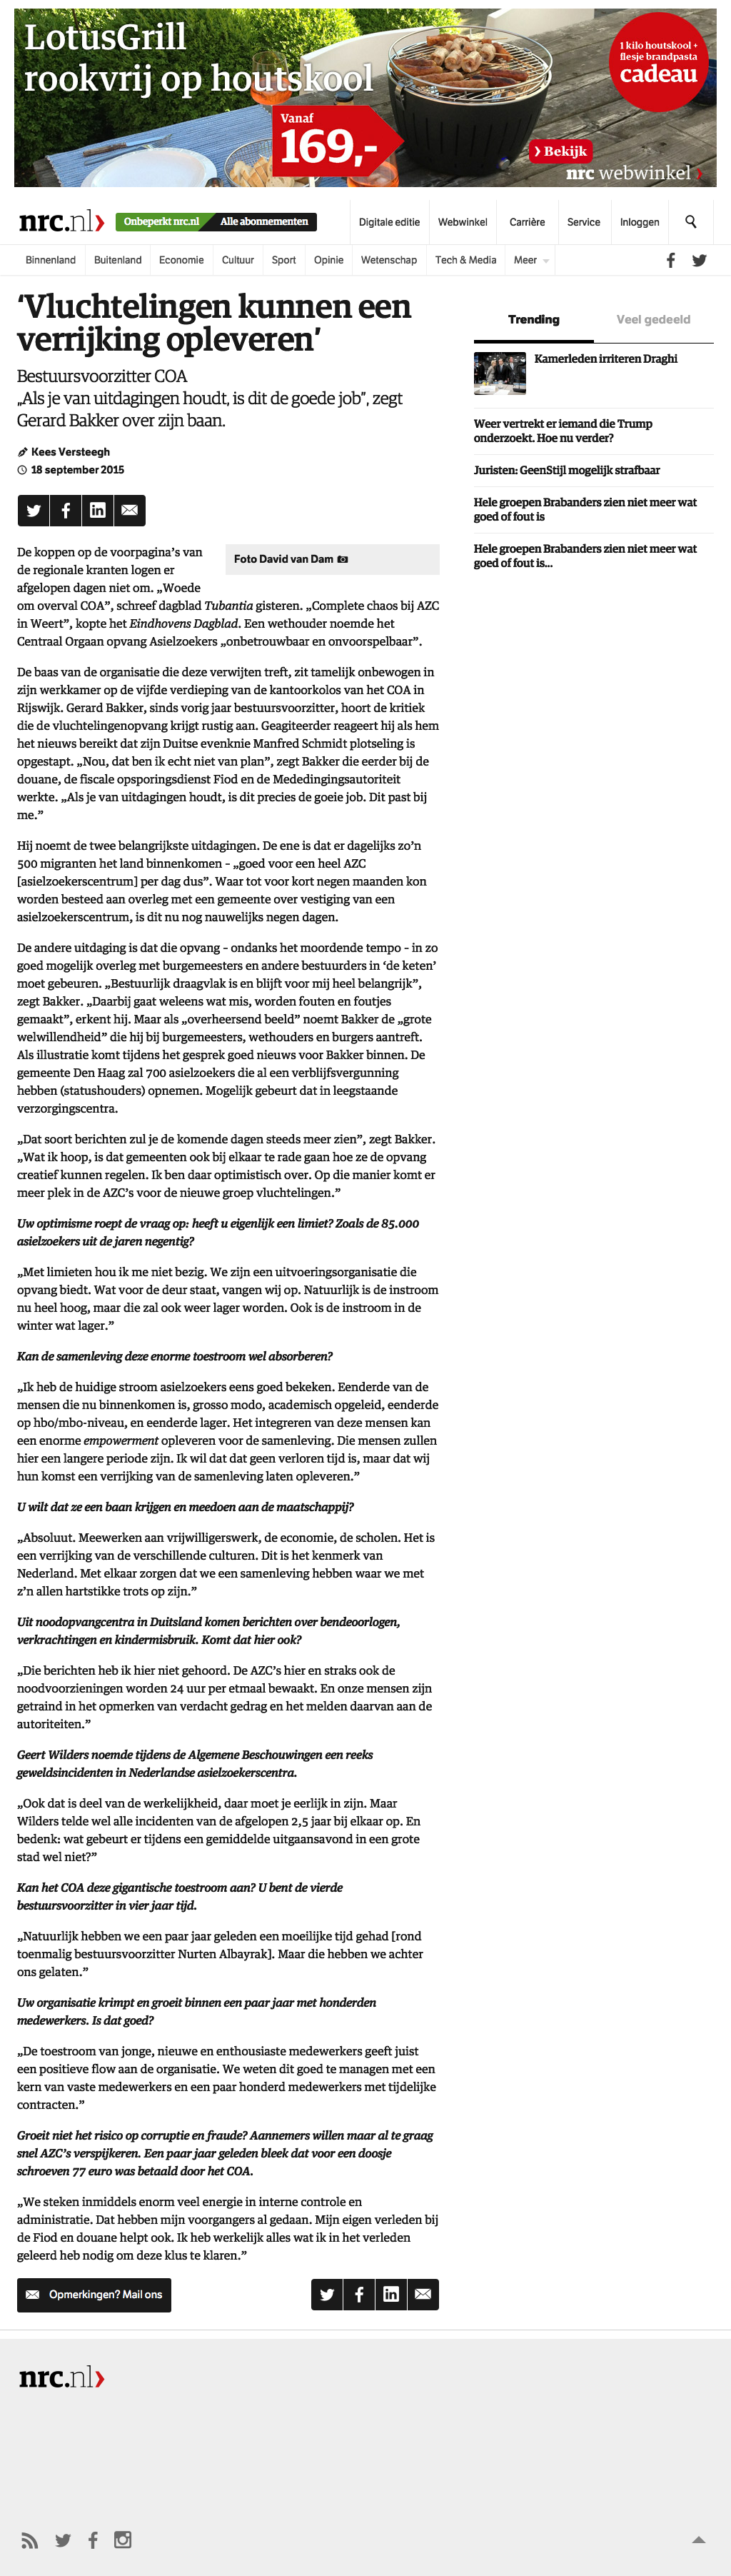 LotusGrill
rookvrij op houtskool
1 kilo houtskool +
flesje brandpasta
cadeau
Vanaf
169,-
Bekijk
nrc webwinkel
nrc.nl
Onbeperkt nrc.nl
Alle abonnementen
Digitale editie
Webwinkel
Carrière
Service
Inloggen
Binnenland
Buitenland
Economie
Cultuur
Sport
Opinie
Wetenschap
Tech & Media
Meer
‘Vluchtelingen kunnen een
verrijking opleveren’
Bestuursvoorzitter COA
„Als je van uitdagingen houdt, is dit de goede job”, zegt
Gerard Bakker over zijn baan.
Kees Versteegh
18 september 2015
Trending
Veel gedeeld
Kamerleden irriteren Draghi
Weer vertrekt er iemand die Trump
onderzoekt. Hoe nu verder?
Juristen: GeenStijl mogelijk strafbaar
Hele groepen Brabanders zien niet meer wat
goed of fout is
Hele groepen Brabanders zien niet meer wat
goed of fout is...
Foto David van Dam
De koppen op de voorpagina’s van
de regionale kranten logen er
afgelopen dagen niet om. „Woede
om overval COA”, schreef dagblad Tubantia gisteren. „Complete chaos bij AZC
in Weert”, kopte het Eindhovens Dagblad. Een wethouder noemde het
Centraal Orgaan opvang Asielzoekers „onbetrouwbaar en onvoorspelbaar”.
De baas van de organisatie die deze verwijten treft, zit tamelijk onbewogen in
zijn werkkamer op de vijfde verdieping van de kantoorkolos van het COA in
Rijswijk. Gerard Bakker, sinds vorig jaar bestuursvoorzitter, hoort de kritiek
die de vluchtelingenopvang krijgt rustig aan. Geagiteerder reageert hij als hem
het nieuws bereikt dat zijn Duitse evenknie Manfred Schmidt plotseling is
opgestapt. „Nou, dat ben ik echt niet van plan”, zegt Bakker die eerder bij de
douane, de fiscale opsporingsdienst Fiod en de Mededingingsautoriteit
werkte. „Als je van uitdagingen houdt, is dit precies de goeie job. Dit past bij
me.”
Hij noemt de twee belangrijkste uitdagingen. De ene is dat er dagelijks zo’n
500 migranten het land binnenkomen – „goed voor een heel AZC
[asielzoekerscentrum] per dag dus”. Waar tot voor kort negen maanden kon
worden besteed aan overleg met een gemeente over vestiging van een
asielzoekerscentrum, is dit nu nog nauwelijks negen dagen.
De andere uitdaging is dat die opvang – ondanks het moordende tempo – in zo
goed mogelijk overleg met burgemeesters en andere bestuurders in ‘de keten’
moet gebeuren. „Bestuurlijk draagvlak is en blijft voor mij heel belangrijk”,
zegt Bakker. „Daarbij gaat weleens wat mis, worden fouten en foutjes
gemaakt”, erkent hij. Maar als „overheersend beeld” noemt Bakker de „grote
welwillendheid” die hij bij burgemeesters, wethouders en burgers aantreft.
Als illustratie komt tijdens het gesprek goed nieuws voor Bakker binnen. De
gemeente Den Haag zal 700 asielzoekers die al een verblijfsvergunning
hebben (statushouders) opnemen. Mogelijk gebeurt dat in leegstaande
verzorgingscentra.
„Dat soort berichten zul je de komende dagen steeds meer zien”, zegt Bakker.
„Wat ik hoop, is dat gemeenten ook bij elkaar te rade gaan hoe ze de opvang
creatief kunnen regelen. Ik ben daar optimistisch over. Op die manier komt er
meer plek in de AZC’s voor de nieuwe groep vluchtelingen.”
Uw optimisme roept de vraag op: heeft u eigenlijk een limiet? Zoals de 85.000
asielzoekers uit de jaren negentig?
„Met limieten hou ik me niet bezig. We zijn een uitvoeringsorganisatie die
opvang biedt. Wat voor de deur staat, vangen wij op. Natuurlijk is de instroom
nu heel hoog, maar die zal ook weer lager worden. Ook is de instroom in de
winter wat lager.”
Kan de samenleving deze enorme toestroom wel absorberen?
„Ik heb de huidige stroom asielzoekers eens goed bekeken. Eenderde van de
mensen die nu binnenkomen is, grosso modo, academisch opgeleid, eenderde
op hbo/mbo-niveau, en eenderde lager. Het integreren van deze mensen kan
een enorme empowerment opleveren voor de samenleving. Die mensen zullen
hier een langere periode zijn. Ik wil dat dat geen verloren tijd is, maar dat wij
hun komst een verrijking van de samenleving laten opleveren.”
U wilt dat ze een baan krijgen en meedoen aan de maatschappij?
„Absoluut. Meewerken aan vrijwilligerswerk, de economie, de scholen. Het is
een verrijking van de verschillende culturen. Dit is het kenmerk van
Nederland. Met elkaar zorgen dat we een samenleving hebben waar we met
z’n allen hartstikke trots op zijn.”
Uit noodopvangcentra in Duitsland komen berichten over bendeoorlogen,
verkrachtingen en kindermisbruik. Komt dat hier ook?
„Die berichten heb ik hier niet gehoord. De AZC’s hier en straks ook de
noodvoorzieningen worden 24 uur per etmaal bewaakt. En onze mensen zijn
getraind in het opmerken van verdacht gedrag en het melden daarvan aan de
autoriteiten.”
Geert Wilders noemde tijdens de Algemene Beschouwingen een reeks
geweldsincidenten in Nederlandse asielzoekerscentra.
„Ook dat is deel van de werkelijkheid, daar moet je eerlijk in zijn. Maar
Wilders telde wel alle incidenten van de afgelopen 2,5 jaar bij elkaar op. En
bedenk: wat gebeurt er tijdens een gemiddelde uitgaansavond in een grote
stad wel niet?”
Kan het COA deze gigantische toestroom aan? U bent de vierde
bestuursvoorzitter in vier jaar tijd.
„Natuurlijk hebben we een paar jaar geleden een moeilijke tijd gehad [rond
toenmalig bestuursvoorzitter Nurten Albayrak]. Maar die hebben we achter
ons gelaten.”
Uw organisatie krimpt en groeit binnen een paar jaar met honderden
medewerkers. Is dat goed?
„De toestroom van jonge, nieuwe en enthousiaste medewerkers geeft juist
een positieve flow aan de organisatie. We weten dit goed te managen met een
kern van vaste medewerkers en een paar honderd medewerkers met tijdelijke
contracten.”
Groeit niet het risico op corruptie en fraude? Aannemers willen maar al te graag
snel AZC’s verspijkeren. Een paar jaar geleden bleek dat voor een doosje
schroeven 77 euro was betaald door het COA.
„We steken inmiddels enorm veel energie in interne controle en
administratie. Dat hebben mijn voorgangers al gedaan. Mijn eigen verleden bij
de Fiod en douane helpt ook. Ik heb werkelijk alles wat ik in het verleden
geleerd heb nodig om deze klus te klaren.”
Opmerkingen? Mail ons
nrc.nl